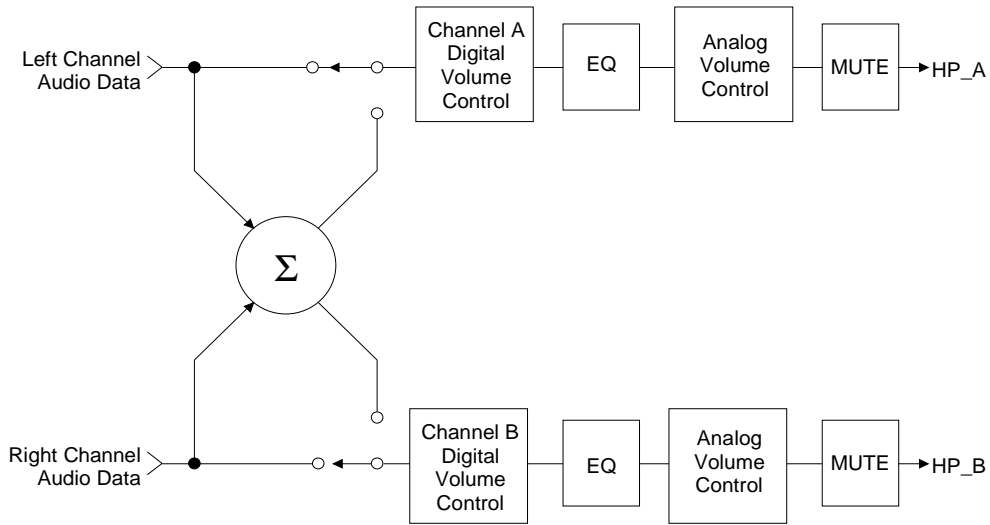 Left Channel
Audio Data
Channel A
Digital
Volume
Control
EQ
Analog
Volume
Control
MUTE
HP_A
Σ
Right Channel
Audio Data
Channel B
Digital
Volume
Control
EQ
Analog
Volume
Control
MUTE
HP_B